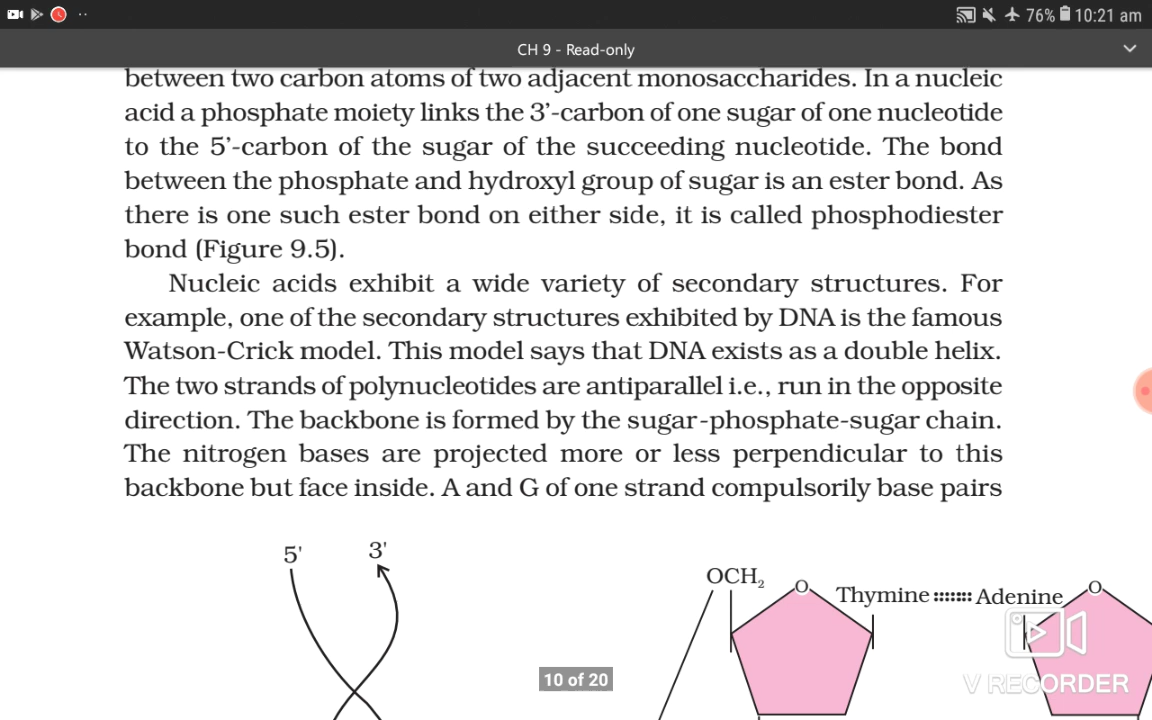 76% 10:21 am
CH 9 - Read-only
between two carbon atoms of two adjacent monosaccharides. In a nucleic
acid a phosphate moiety links the 3’-carbon of one sugar of one nucleotide
to the 5’-carbon of the sugar of the succeeding nucleotide. The bond
between the phosphate and hydroxyl group of sugar is an ester bond. As
there is one such ester bond on either side, it is called phosphodiester
bond (Figure 9.5).
Nucleic acids exhibit a wide variety of secondary structures. For
example, one of the secondary structures exhibited by DNA is the famous
Watson-Crick model. This model says that DNA exists as a double helix.
The two strands of polynucleotides are antiparallel i.e., run in the opposite
direction. The backbone is formed by the sugar-phosphate-sugar chain.
The nitrogen bases are projected more or less perpendicular to this
backbone but face inside. A and G of one strand compulsorily base pairs
5' 3'
OCH₂ O Thymine Adenine O
10 of 20
V RECORDER